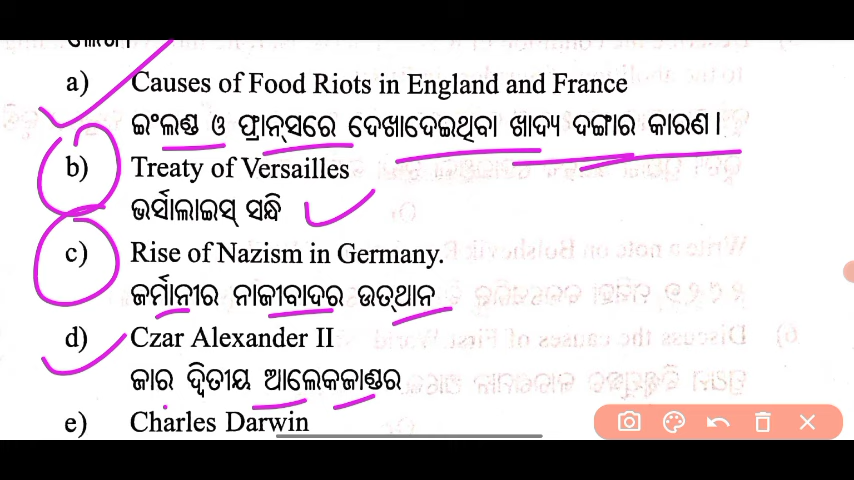 a) Causes of Food Riots in England and France
ଇଂଲଣ୍ଡ ଓ ଫ୍ରାନ୍ସରେ ଦେଖାଦେଇଥିବା ଖାଦ୍ୟ ଦଙ୍ଗାର କାରଣ।
b) Treaty of Versailles
ଭର୍ସାଲାଇସ୍ ସନ୍ଧି
c) Rise of Nazism in Germany.
ଜର୍ମାନୀର ନାଜୀବାଦର ଉତ୍ଥାନ
d) Czar Alexander II
ଜାର ଦ୍ୱିତୀୟ ଆଲେକଜାଣ୍ଡର
e) Charles Darwin